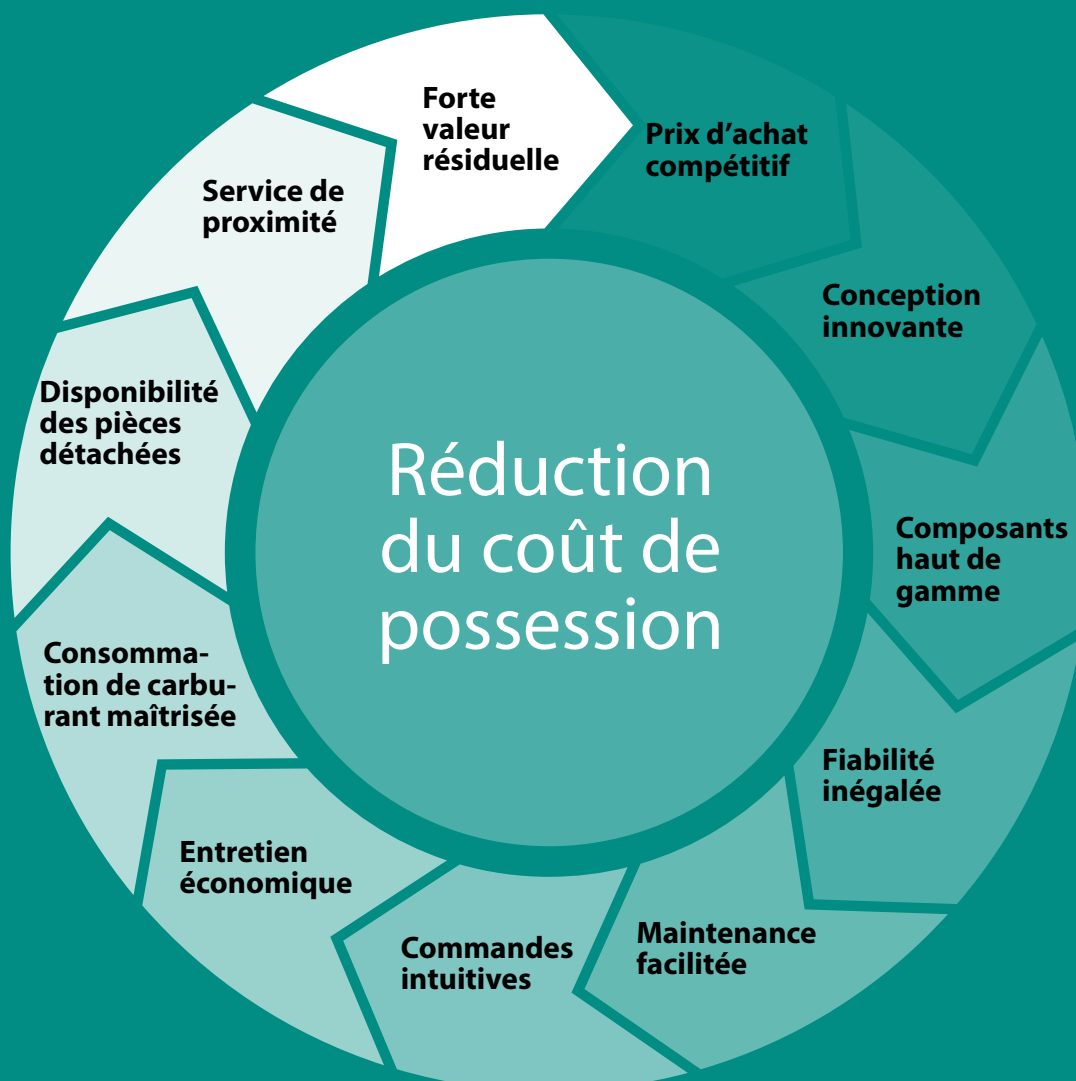 Forte
valeur
résiduelle
Prix d’achat
compétitif
Conception
innovante
Composants
haut de
gamme
Fiabilité
inégalée
Maintenance
facilitée
Commandes
intuitives
Entretien
économique
Consomma-
tion de carbu-
rant maîtrisée
Disponibilité
des pièces
détachées
Service de
proximité
Réduction
du coût de
possession